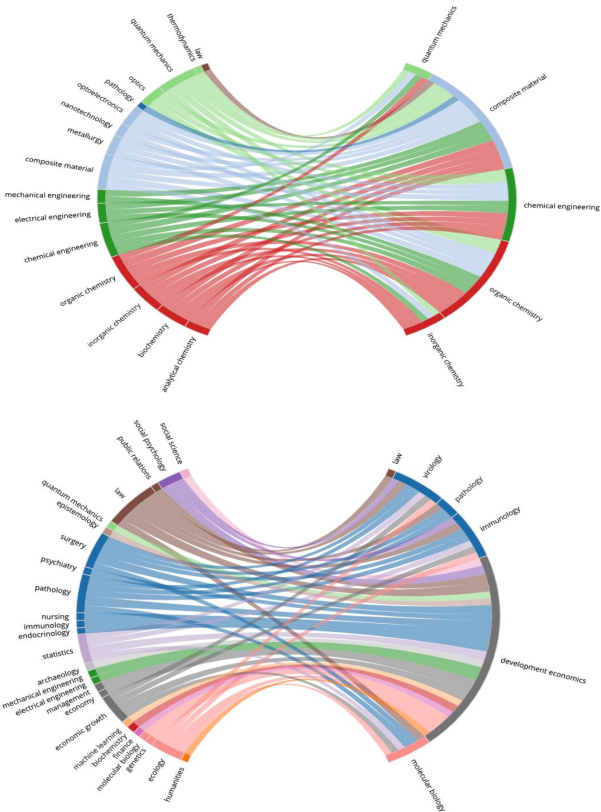 law
thermodynamics
quantum mechanics
optics
pathology
optoelectronics
nanotechnology
metallurgy
composite material
mechanical engineering
electrical engineering
chemical engineering
organic chemistry
inorganic chemistry
biochemistry
analytical chemistry
quantum mechanics
composite material
chemical engineering
organic chemistry
inorganic chemistry
social science
social psychology
public relations
law
quantum mechanics
epistemology
surgery
psychiatry
pathology
nursing
immunology
endocrinology
statistics
archaeology
mechanical engineering
electrical engineering
management
economy
economic growth
machine learning
biochemistry
finance
molecular biology
genetics
ecology
humanities
law
virology
pathology
immunology
development economics
molecular biology